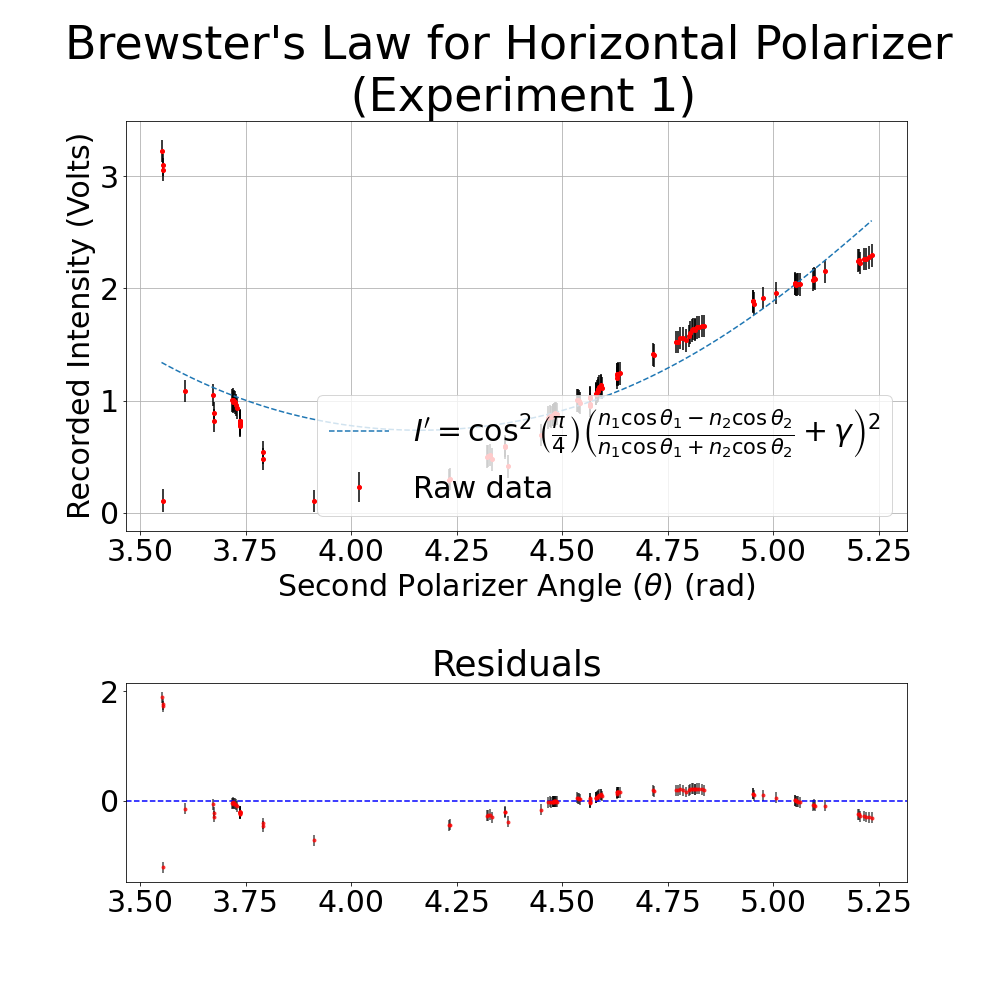 Brewster's Law for Horizontal Polarizer
(Experiment 1)
Recorded Intensity (Volts)
3
2
1
0
I′ = cos² (π/4)((n₁cos θ₁ − n₂cos θ₂)/(n₁cos θ₁ + n₂cos θ₂) + γ)²
Raw data
3.50 3.75 4.00 4.25 4.50 4.75 5.00 5.25
Second Polarizer Angle (θ) (rad)
Residuals
2
0
3.50 3.75 4.00 4.25 4.50 4.75 5.00 5.25